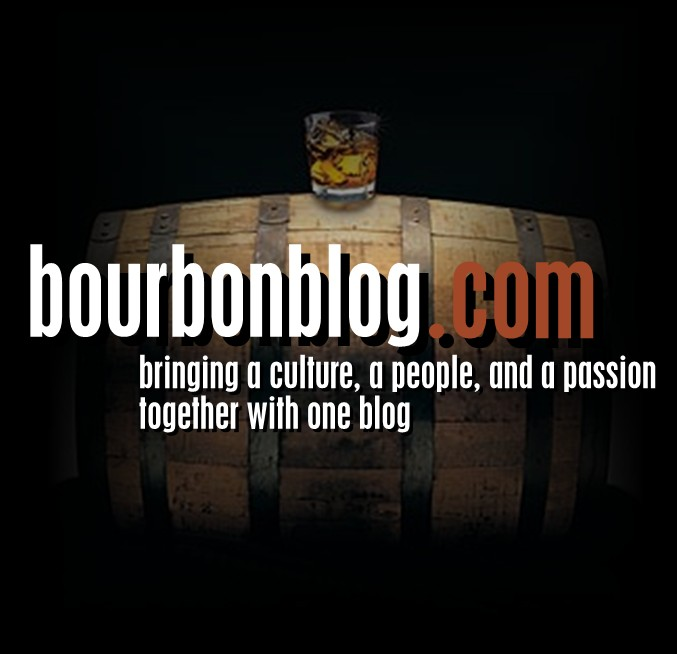 bourbonblog.com
bringing a culture, a people, and a passion
together with one blog